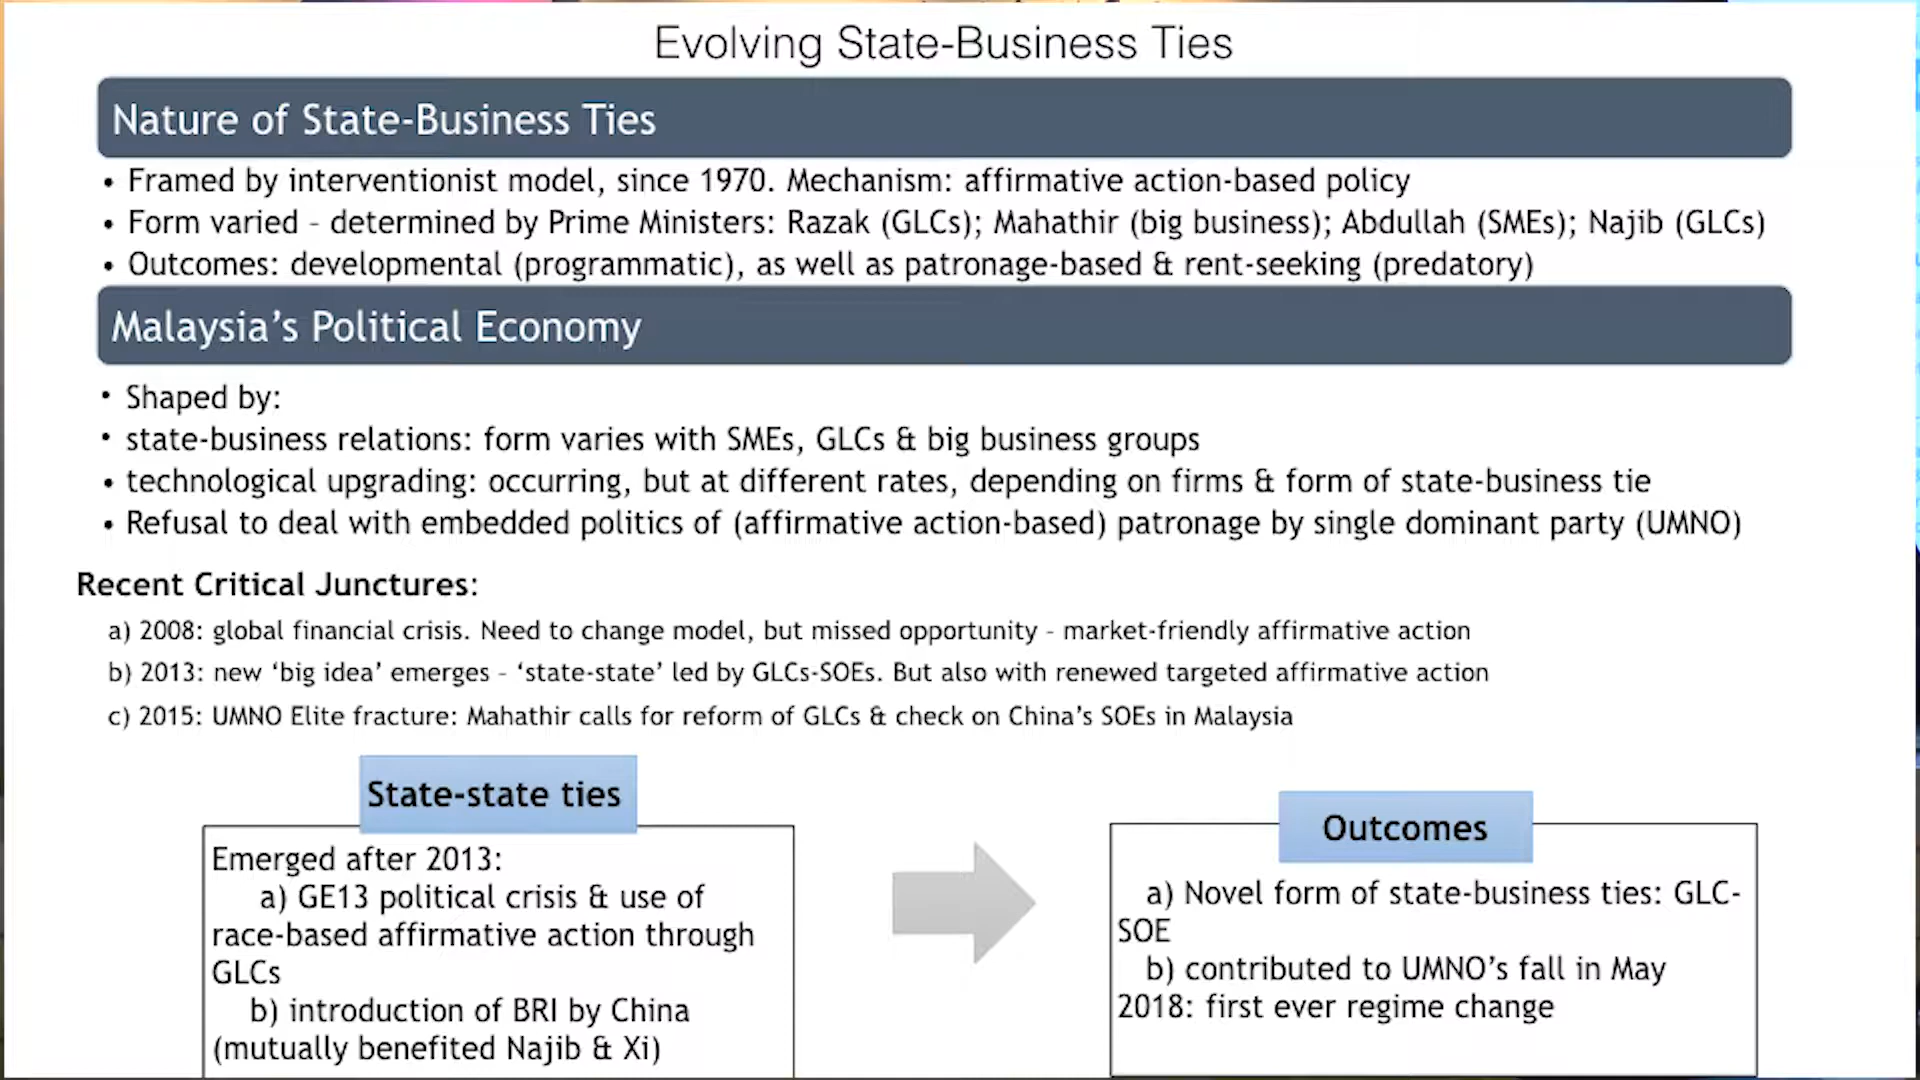 Evolving State-Business Ties
Nature of State-Business Ties
• Framed by interventionist model, since 1970. Mechanism: affirmative action-based policy
• Form varied – determined by Prime Ministers: Razak (GLCs); Mahathir (big business); Abdullah (SMEs); Najib (GLCs)
• Outcomes: developmental (programmatic), as well as patronage-based & rent-seeking (predatory)
Malaysia's Political Economy
• Shaped by:
• state-business relations: form varies with SMEs, GLCs & big business groups
• technological upgrading: occurring, but at different rates, depending on firms & form of state-business tie
• Refusal to deal with embedded politics of (affirmative action-based) patronage by single dominant party (UMNO)
Recent Critical Junctures:
a) 2008: global financial crisis. Need to change model, but missed opportunity – market-friendly affirmative action
b) 2013: new ‘big idea’ emerges – ‘state-state’ led by GLCs-SOEs. But also with renewed targeted affirmative action
c) 2015: UMNO Elite fracture: Mahathir calls for reform of GLCs & check on China’s SOEs in Malaysia
State-state ties
Emerged after 2013:
a) GE13 political crisis & use of
race-based affirmative action through
GLCs
b) introduction of BRI by China
(mutually benefited Najib & Xi)
Outcomes
a) Novel form of state-business ties: GLC-
SOE
b) contributed to UMNO’s fall in May
2018: first ever regime change